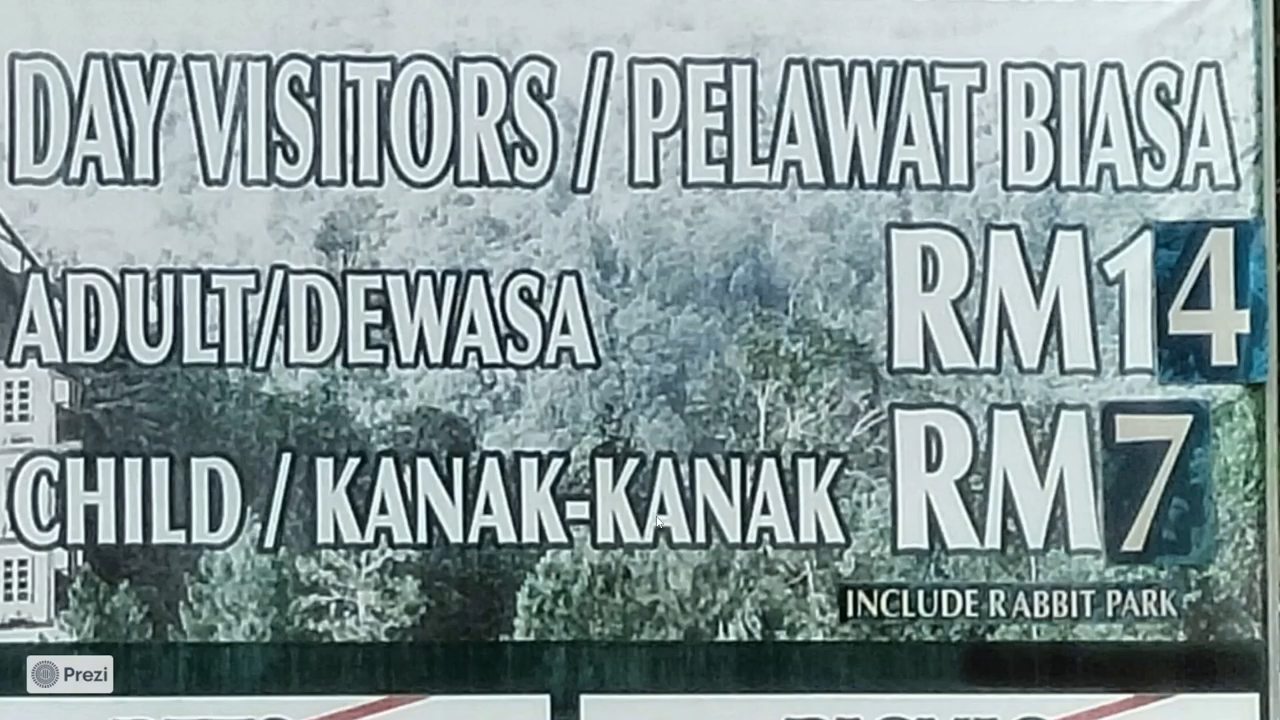 DAY VISITORS / PELAWAT BIASA
ADULT/DEWASA RM14
CHILD / KANAK-KANAK RM7
INCLUDE RABBIT PARK
Prezi